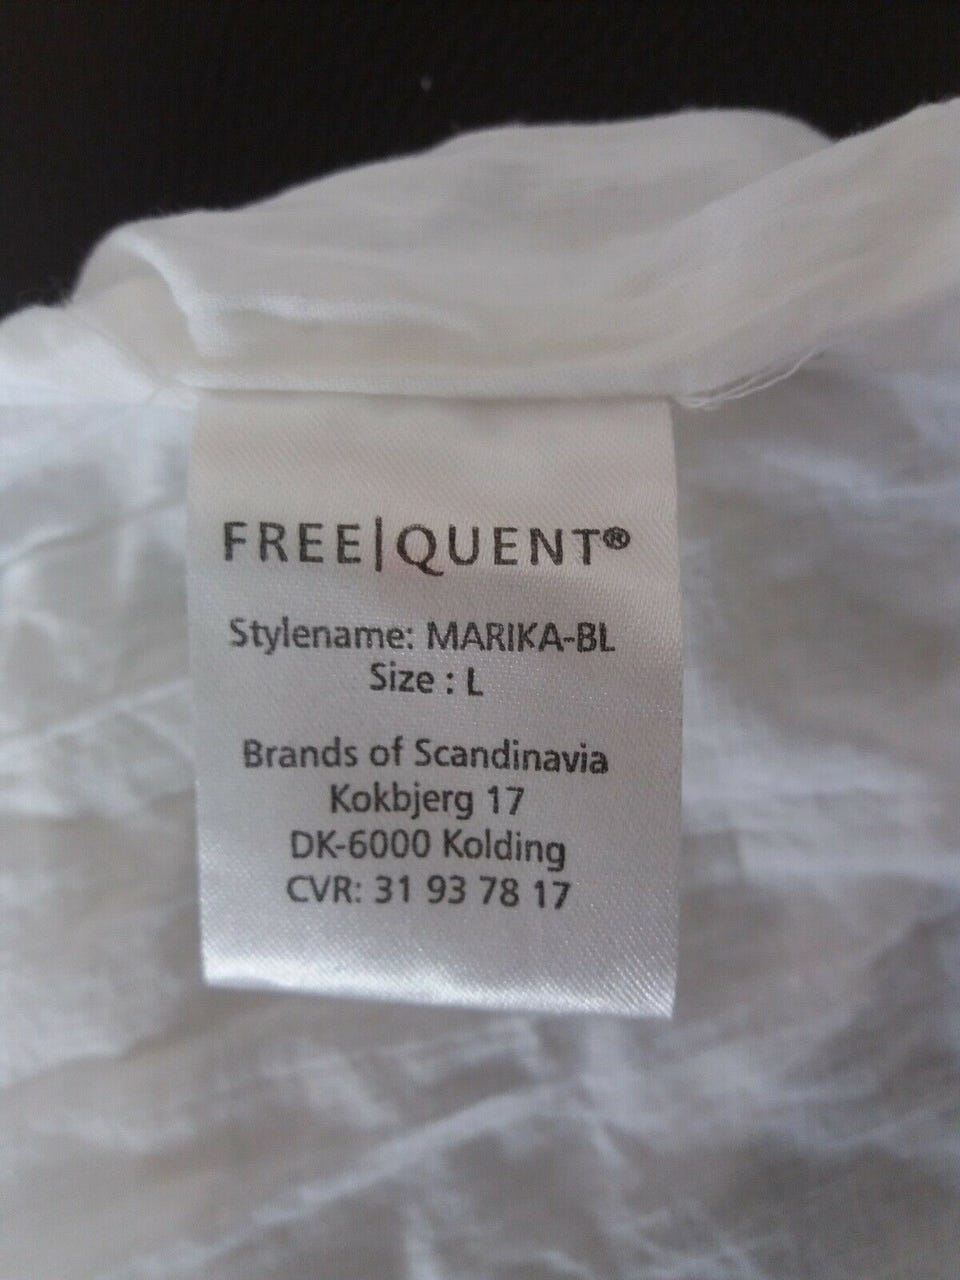 FREE|QUENT®
Stylename: MARIKA-BL
Size : L
Brands of Scandinavia
Kokbjerg 17
DK-6000 Kolding
CVR: 31 93 78 17